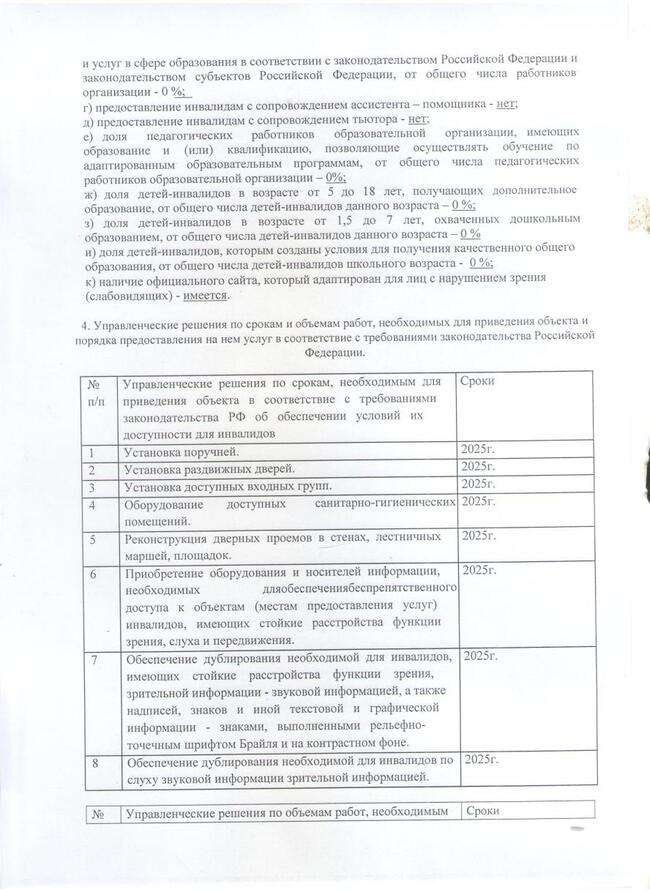 и услуг в сфере образования в соответствии с законодательством Российской Федерации и
законодательством субъектов Российской Федерации, от общего числа работников
организации - 0 %;
г) предоставление инвалидам с сопровождением ассистента – помощника - нет;
д) предоставление инвалидам с сопровождением тьютора - нет;
е) доля педагогических работников образовательной организации, имеющих
образование и (или) квалификацию, позволяющие осуществлять обучение по
адаптированным образовательным программам, от общего числа педагогических
работников образовательной организации – 0%;
ж) доля детей-инвалидов в возрасте от 5 до 18 лет, получающих дополнительное
образование, от общего числа детей-инвалидов данного возраста – 0 %;
з) доля детей-инвалидов в возрасте от 1,5 до 7 лет, охваченных дошкольным
образованием, от общего числа детей-инвалидов данного возраста – 0 %
и) доля детей-инвалидов, которым созданы условия для получения качественного общего
образования, от общего числа детей-инвалидов школьного возраста - 0 %;
к) наличие официального сайта, который адаптирован для лиц с нарушением зрения
(слабовидящих) - имеется.
4. Управленческие решения по срокам и объемам работ, необходимых для приведения объекта и
порядка предоставления на нем услуг в соответствие с требованиями законодательства Российской
Федерации.
№ Управленческие решения по срокам, необходимым для Сроки
п/п приведения объекта в соответствие с требованиями
законодательства РФ об обеспечении условий их
доступности для инвалидов
1 Установка поручней. 2025г.
2 Установка раздвижных дверей. 2025г.
3 Установка доступных входных групп. 2025г.
4 Оборудование доступных санитарно-гигиенических 2025г.
помещений.
5 Реконструкция дверных проемов в стенах, лестничных 2025г.
маршей, площадок.
6 Приобретение оборудования и носителей информации, 2025г.
необходимых дляобеспечениябеспрепятственного
доступа к объектам (местам предоставления услуг)
инвалидов, имеющих стойкие расстройства функции
зрения, слуха и передвижения.
7 Обеспечение дублирования необходимой для инвалидов, 2025г.
имеющих стойкие расстройства функции зрения,
зрительной информации - звуковой информацией, а также
надписей, знаков и иной текстовой и графической
информации - знаками, выполненными рельефно-
точечным шрифтом Брайля и на контрастном фоне.
8 Обеспечение дублирования необходимой для инвалидов по 2025г.
слуху звуковой информации зрительной информацией.
№ Управленческие решения по объемам работ, необходимым Сроки